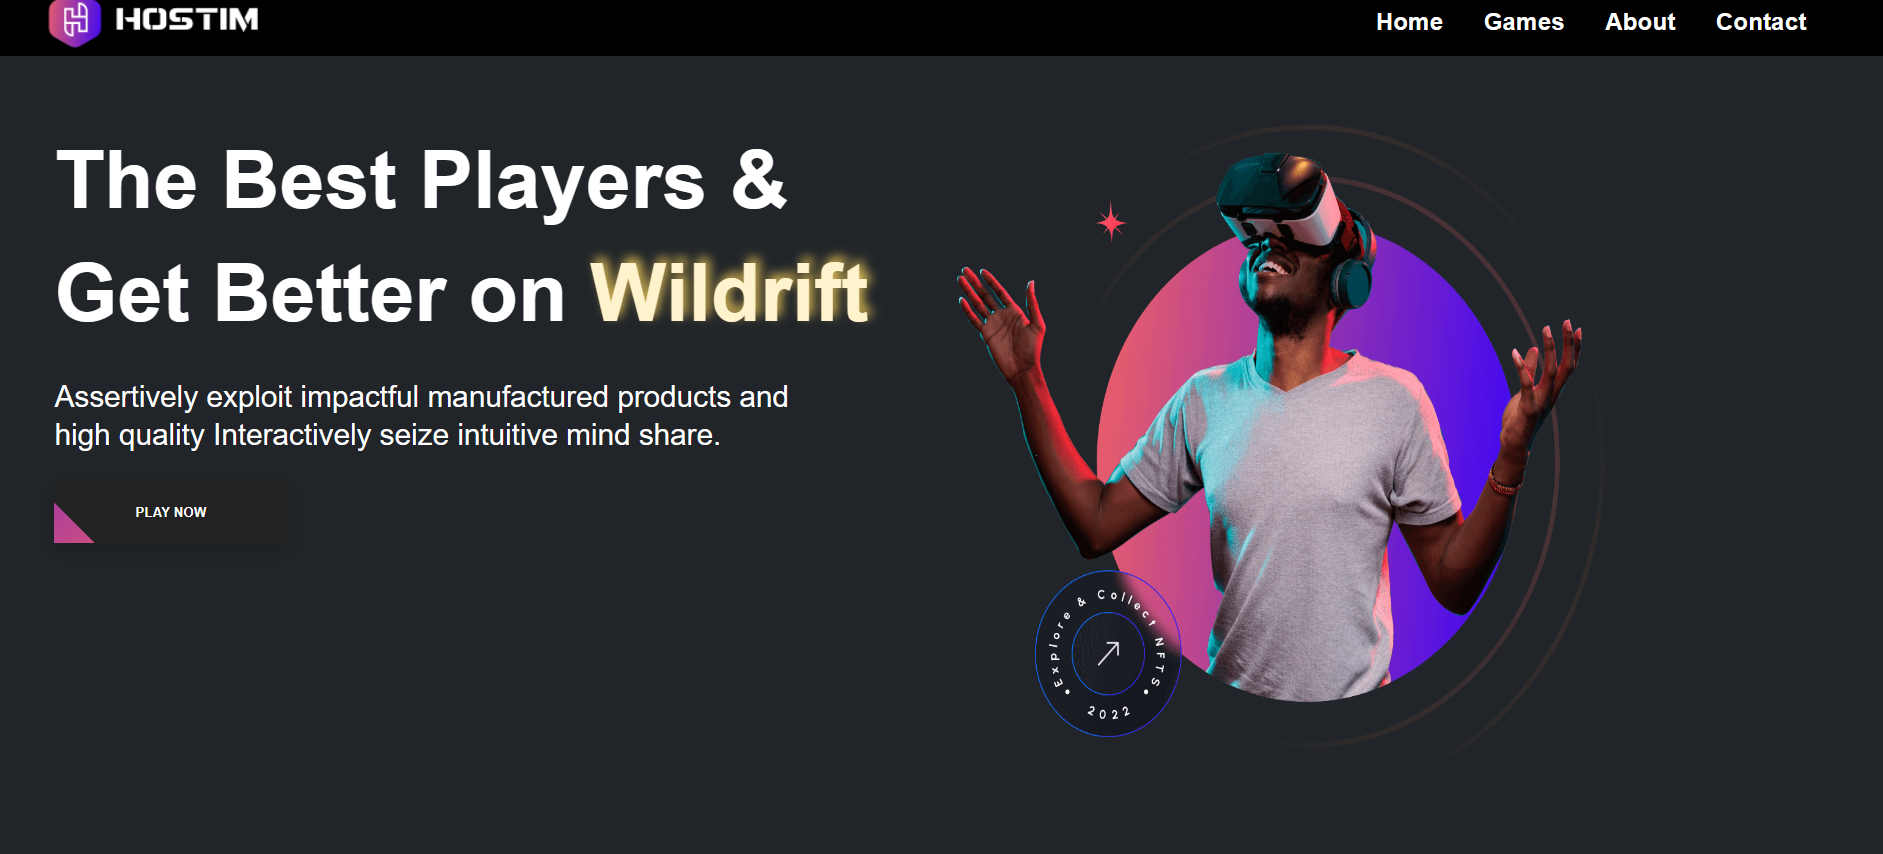 HOSTIM
Home Games About Contact
The Best Players &
Get Better on Wildrift
Assertively exploit impactful manufactured products and
high quality Interactively seize intuitive mind share.
PLAY NOW
Explore & Collect NFTS
2022